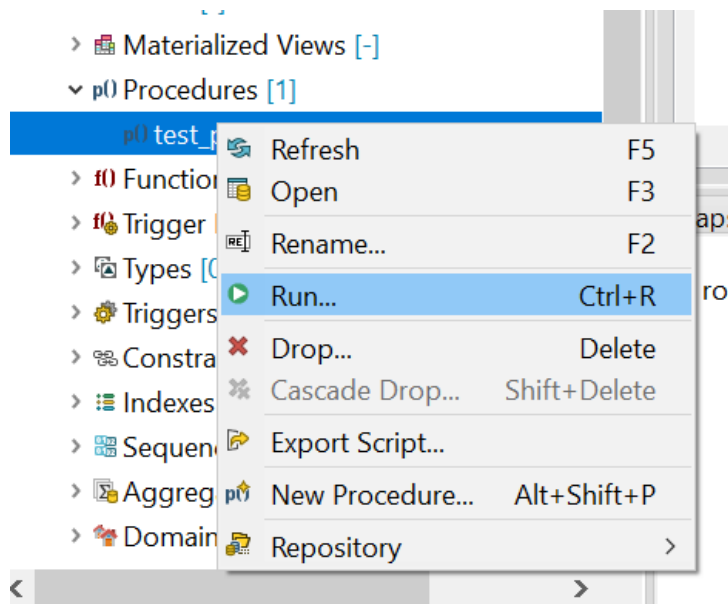 [-]
Materialized Views [-]
p() Procedures [1]
p() test_p
Refresh F5
f() Function
Open F3
Trigger
Rename... F2
Types [0
Run... Ctrl+R
Triggers
Drop... Delete
Constra
Cascade Drop... Shift+Delete
Indexes
Sequen
Export Script...
Aggreg
p() New Procedure... Alt+Shift+P
Domain
Repository